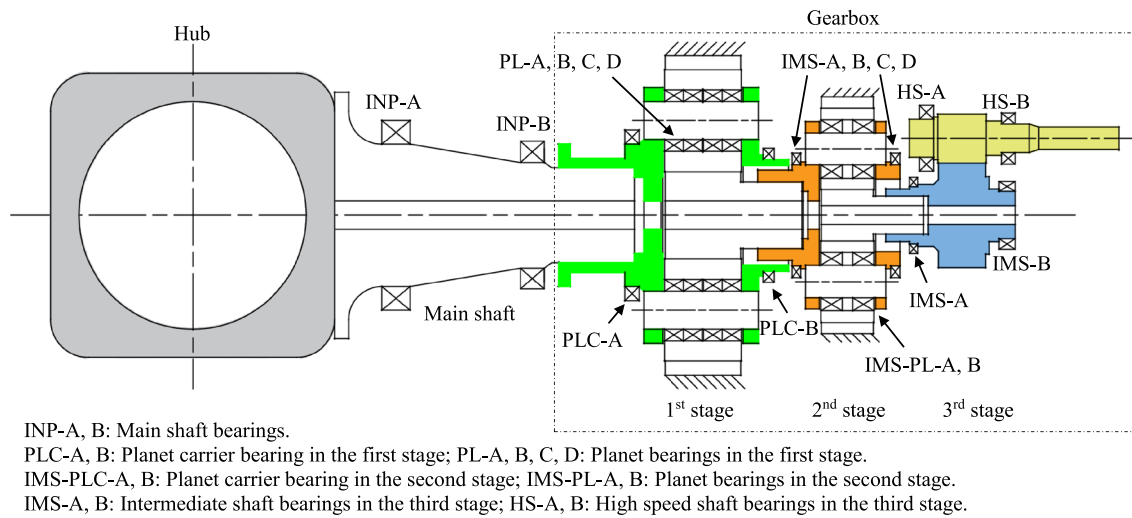 Gearbox
Hub
PL-A, B, C, D
IMS-A, B, C, D
INP-A
HS-A
HS-B
INP-B
IMS-B
IMS-A
Main shaft
PLC-A
PLC-B
IMS-PL-A, B
1st stage
2nd stage
3rd stage
INP-A, B: Main shaft bearings.
PLC-A, B: Planet carrier bearing in the first stage; PL-A, B, C, D: Planet bearings in the first stage.
IMS-PLC-A, B: Planet carrier bearing in the second stage; IMS-PL-A, B: Planet bearings in the second stage.
IMS-A, B: Intermediate shaft bearings in the third stage; HS-A, B: High speed shaft bearings in the third stage.